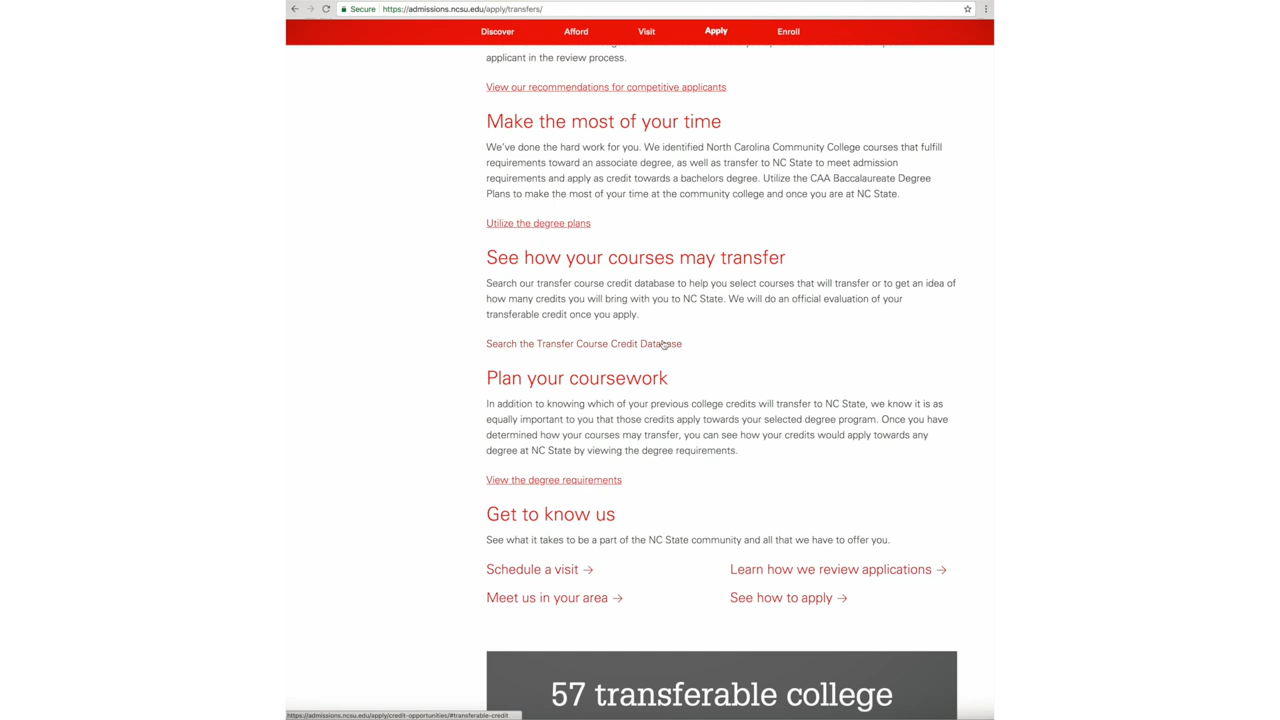 Secure https://admissions.ncsu.edu/apply/transfers/
Discover Afford Visit Apply Enroll
applicant in the review process.
View our recommendations for competitive applicants
Make the most of your time
We've done the hard work for you. We identified North Carolina Community College courses that fulfill
requirements toward an associate degree, as well as transfer to NC State to meet admission
requirements and apply as credit towards a bachelors degree. Utilize the CAA Baccalaureate Degree
Plans to make the most of your time at the community college and once you are at NC State.
Utilize the degree plans
See how your courses may transfer
Search our transfer course credit database to help you select courses that will transfer or to get an idea of
how many credits you will bring with you to NC State. We will do an official evaluation of your
transferable credit once you apply.
Search the Transfer Course Credit Database
Plan your coursework
In addition to knowing which of your previous college credits will transfer to NC State, we know it is as
equally important to you that those credits apply towards your selected degree program. Once you have
determined how your courses may transfer, you can see how your credits would apply towards any
degree at NC State by viewing the degree requirements.
View the degree requirements
Get to know us
See what it takes to be a part of the NC State community and all that we have to offer you.
Schedule a visit → Learn how we review applications →
Meet us in your area → See how to apply →
57 transferable college
https://admissions.ncsu.edu/apply/credit-opportunities/#transferable-credit